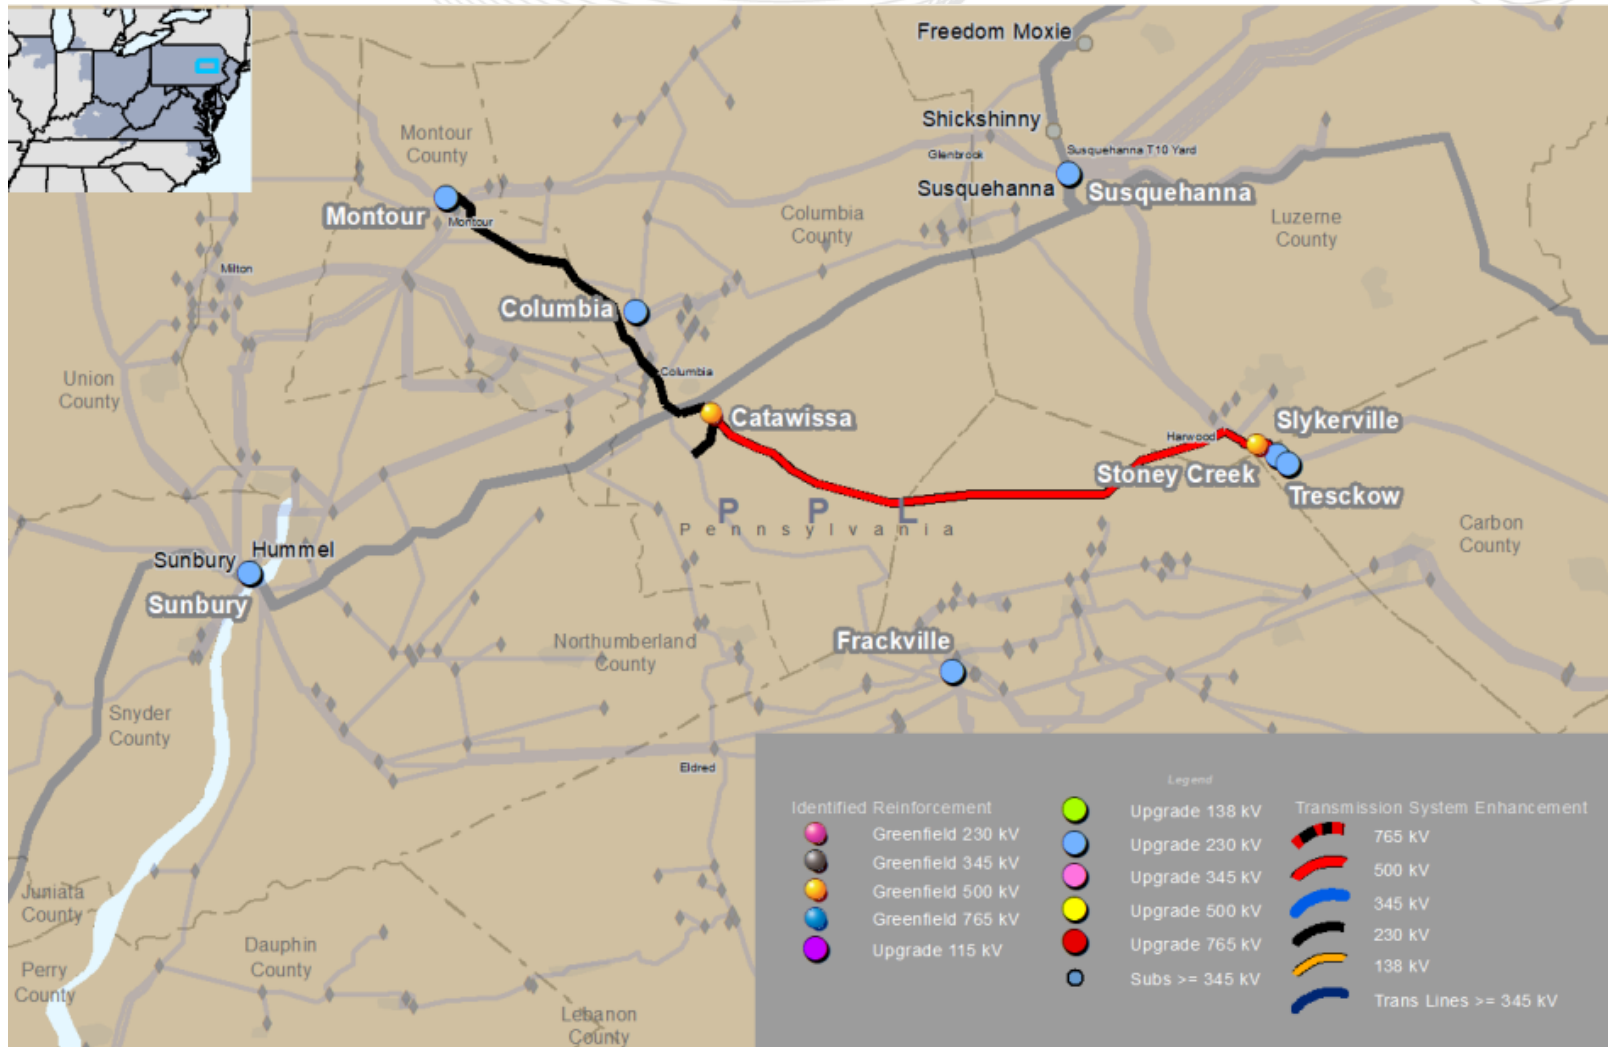 Freedom Moxie
Shickshinny
Glenbrook
Susquehanna T10 Yard
Susquehanna
Susquehanna
Montour
County
Montour
Montour
Columbia
County
Luzerne
County
Milton
Columbia
Columbia
Union
County
Catawissa
Slykerville
Harwood
Stoney Creek
Tresckow
P P L
Pennsylvania
Carbon
County
Sunbury
Hummel
Sunbury
Northumberland
County
Frackville
Snyder
County
Eldred
Juniata
County
Dauphin
County
Perry
County
Lebanon
County
Legend
Identified Reinforcement
Greenfield 230 kV
Greenfield 345 kV
Greenfield 500 kV
Greenfield 765 kV
Upgrade 115 kV
Upgrade 138 kV
Upgrade 230 kV
Upgrade 345 kV
Upgrade 500 kV
Upgrade 765 kV
Subs >= 345 kV
Transmission System Enhancement
765 kV
500 kV
345 kV
230 kV
138 kV
Trans Lines >= 345 kV